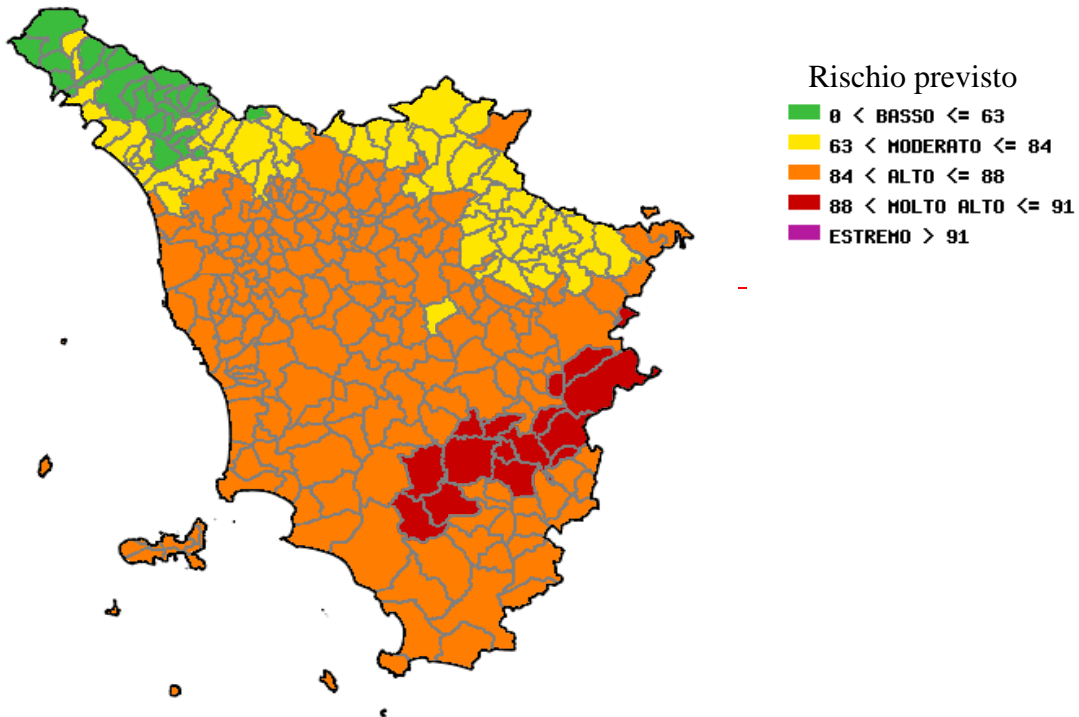 Rischio previsto
0 < BASSO <= 63
63 < MODERATO <= 84
84 < ALTO <= 88
88 < MOLTO ALTO <= 91
ESTREMO > 91